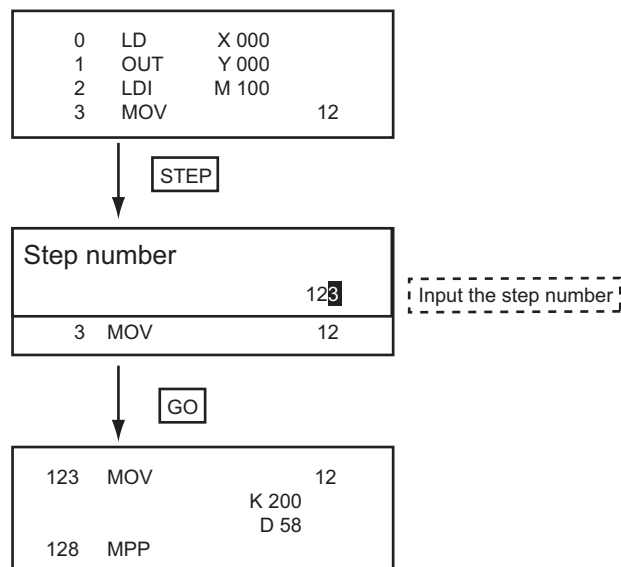 0 LD X 000
1 OUT Y 000
2 LDI M 100
3 MOV 12
STEP
Step number
123
Input the step number
3 MOV 12
GO
123 MOV 12
K 200
D 58
128 MPP